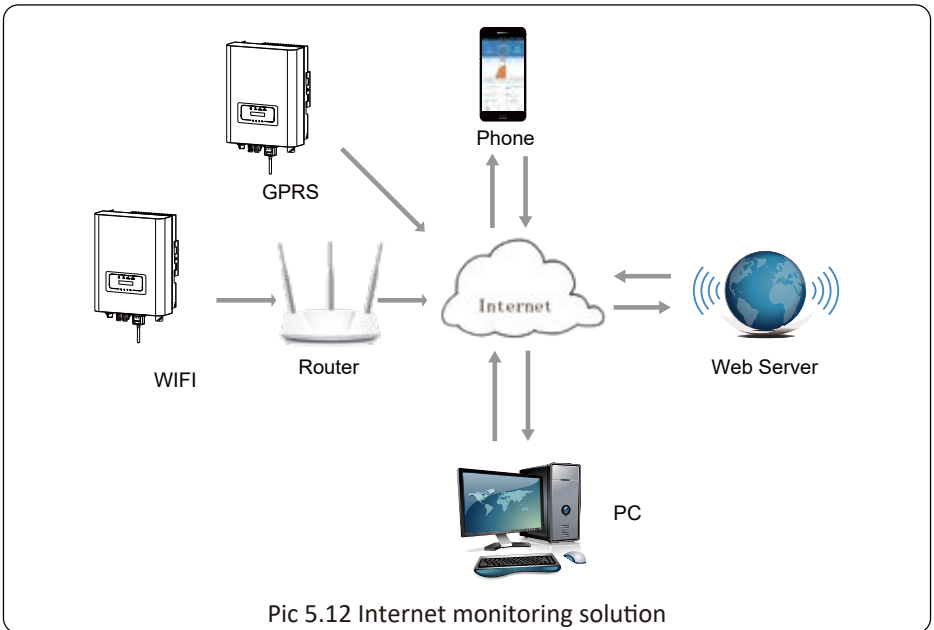 Phone
GPRS
Internet
Router
Web Server
WIFI
PC
Pic 5.12 Internet monitoring solution